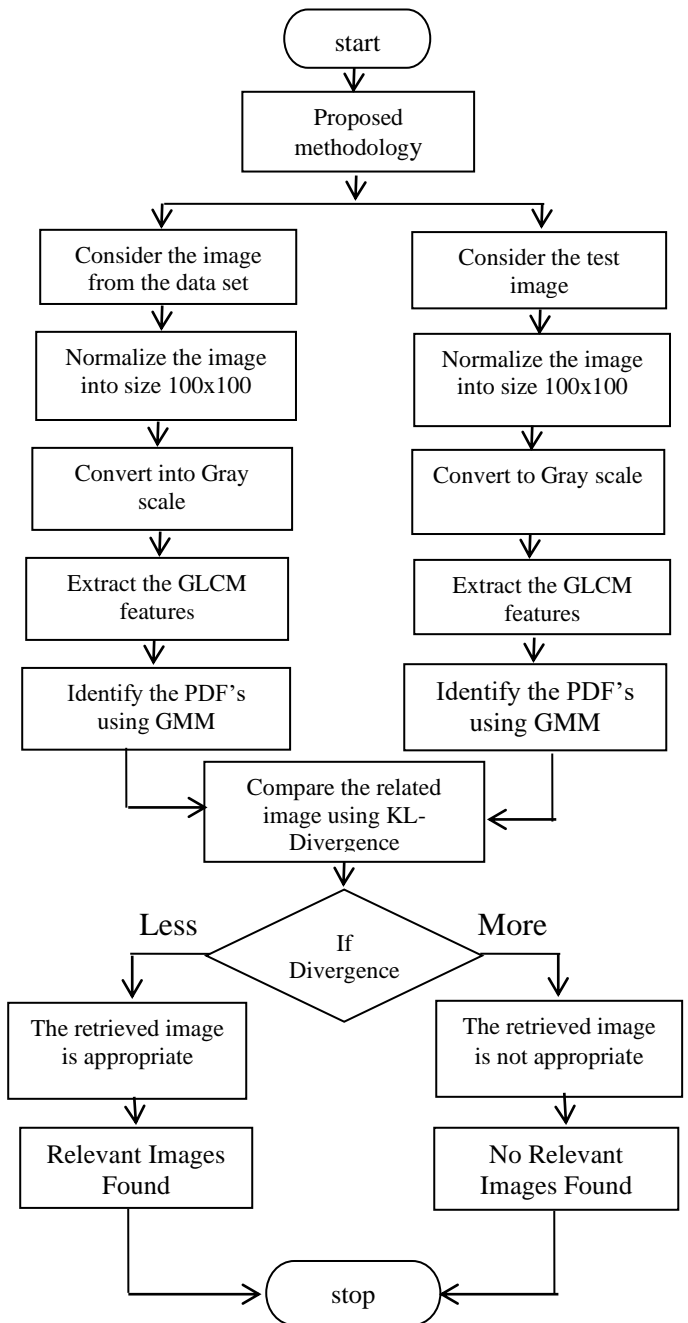 start
Proposed
methodology
Consider the image
from the data set
Normalize the image
into size 100x100
Convert into Gray
scale
Extract the GLCM
features
Identify the PDF’s
using GMM
Consider the test
image
Normalize the image
into size 100x100
Convert to Gray scale
Extract the GLCM
features
Identify the PDF’s
using GMM
Compare the related
image using KL-
Divergence
If
Divergence
Less
The retrieved image
is appropriate
Relevant Images
Found
More
The retrieved image
is not appropriate
No Relevant
Images Found
stop